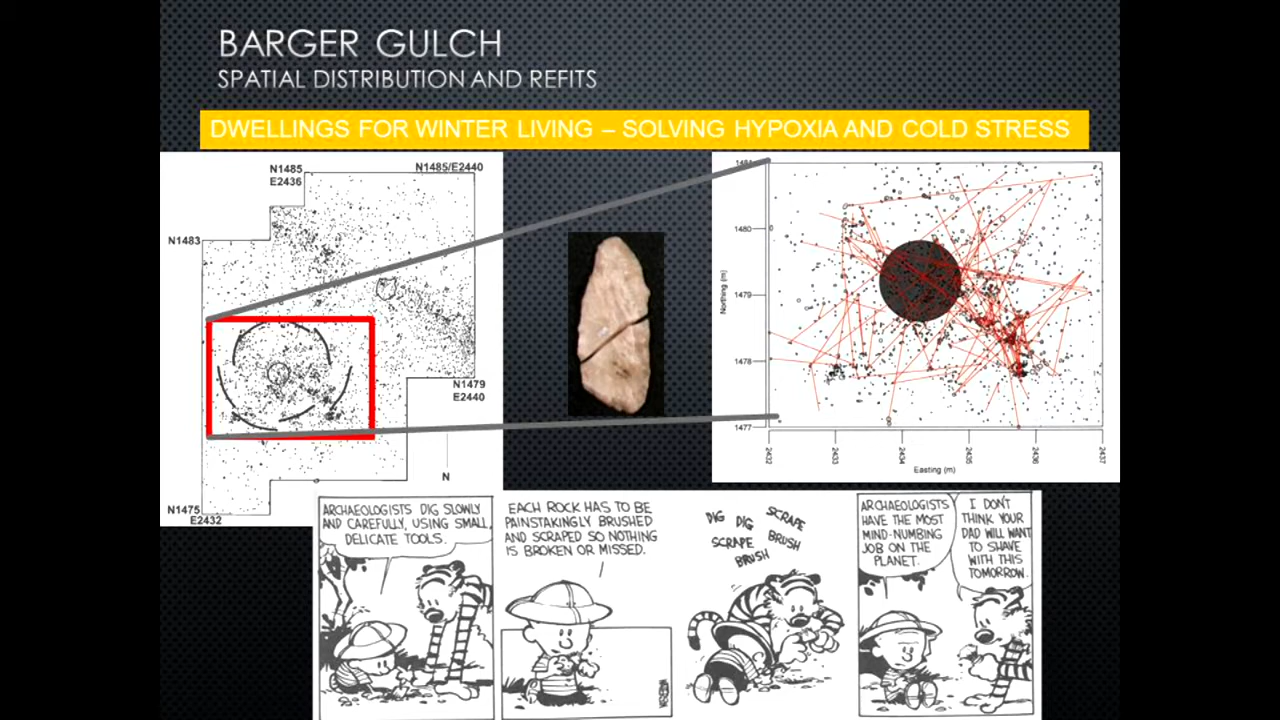 BARGER GULCH
SPATIAL DISTRIBUTION AND REFITS
DWELLINGS FOR WINTER LIVING – SOLVING HYPOXIA AND COLD STRESS
N1485
E2436
N1485/E2440
N1483
N1479
E2440
N
N1475
E2432
1480
1479
1478
1477
Northing (m)
2432
2433
2434
2435
2436
2437
Easting (m)
ARCHAEOLOGISTS DIG SLOWLY
AND CAREFULLY, USING SMALL,
DELICATE TOOLS.
EACH ROCK HAS TO BE
PAINSTAKINGLY BRUSHED
AND SCRAPED SO NOTHING
IS BROKEN OR MISSED.
DIG
DIG
SCRAPE
SCRAPE
BRUSH
BRUSH
ARCHAEOLOGISTS
HAVE THE MOST
MIND-NUMBING
JOB ON THE
PLANET.
I DON'T
THINK YOUR
DAD WILL WANT
TO SHAVE
WITH THIS
TOMORROW.